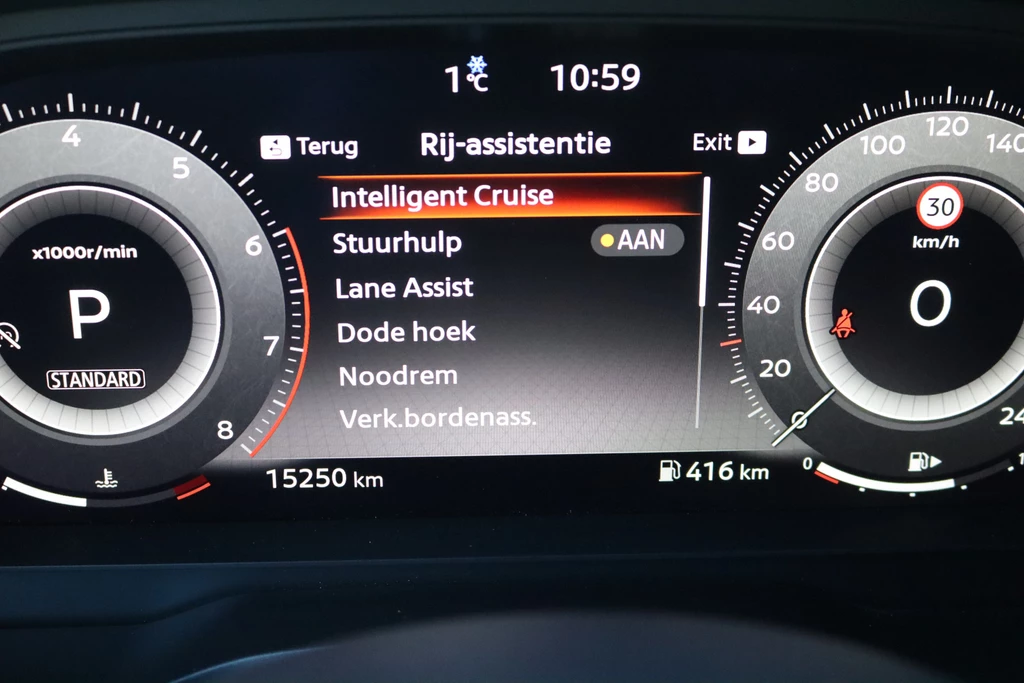 1°C 10:59
Terug Rij-assistentie Exit
Intelligent Cruise
Stuurhulp AAN
Lane Assist
Dode hoek
Noodrem
Verk.bordenass.
4
5
6
7
8
x1000r/min
P
STANDARD
0
20
40
60
80
100
120
140
24
30
km/h
0
15250 km
416 km
0